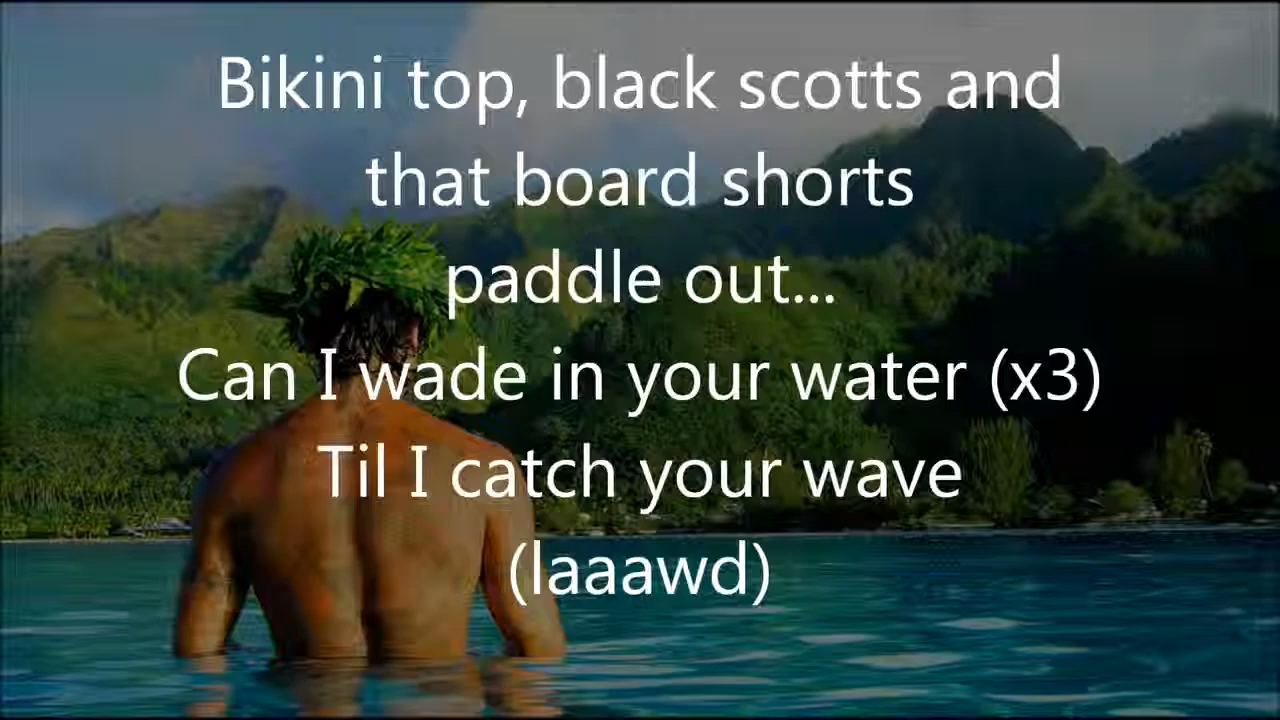 Bikini top, black scotts and
that board shorts
paddle out...
Can I wade in your water (x3)
Til I catch your wave
(laaawd)